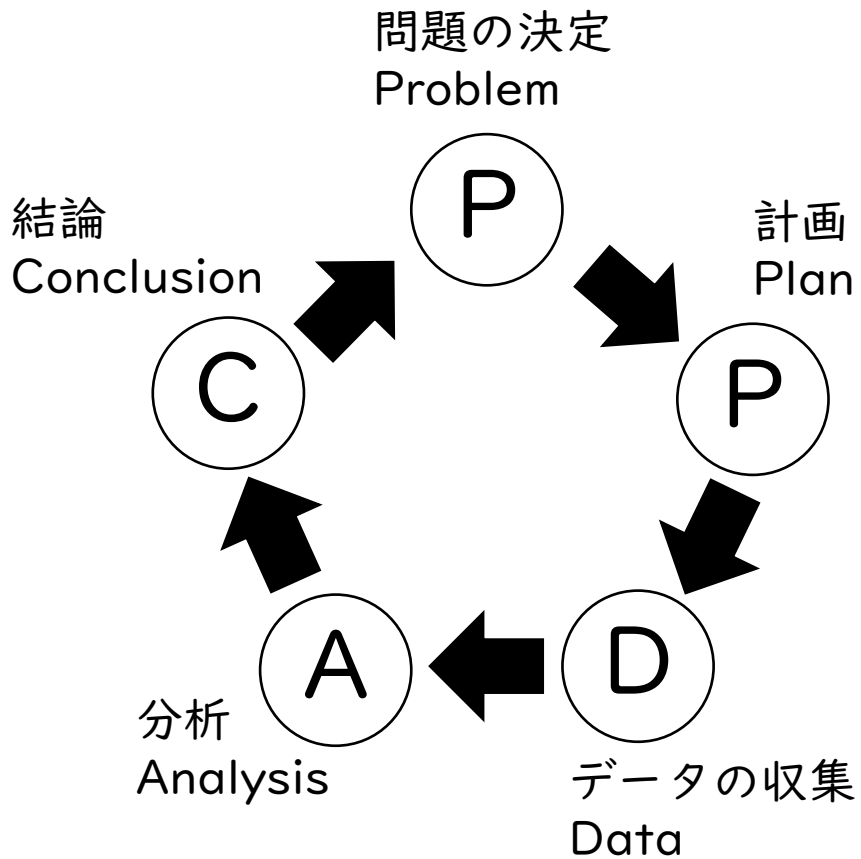 問題の決定
Problem
P
計画
Plan
P
データの収集
Data
D
分析
Analysis
A
結論
Conclusion
C